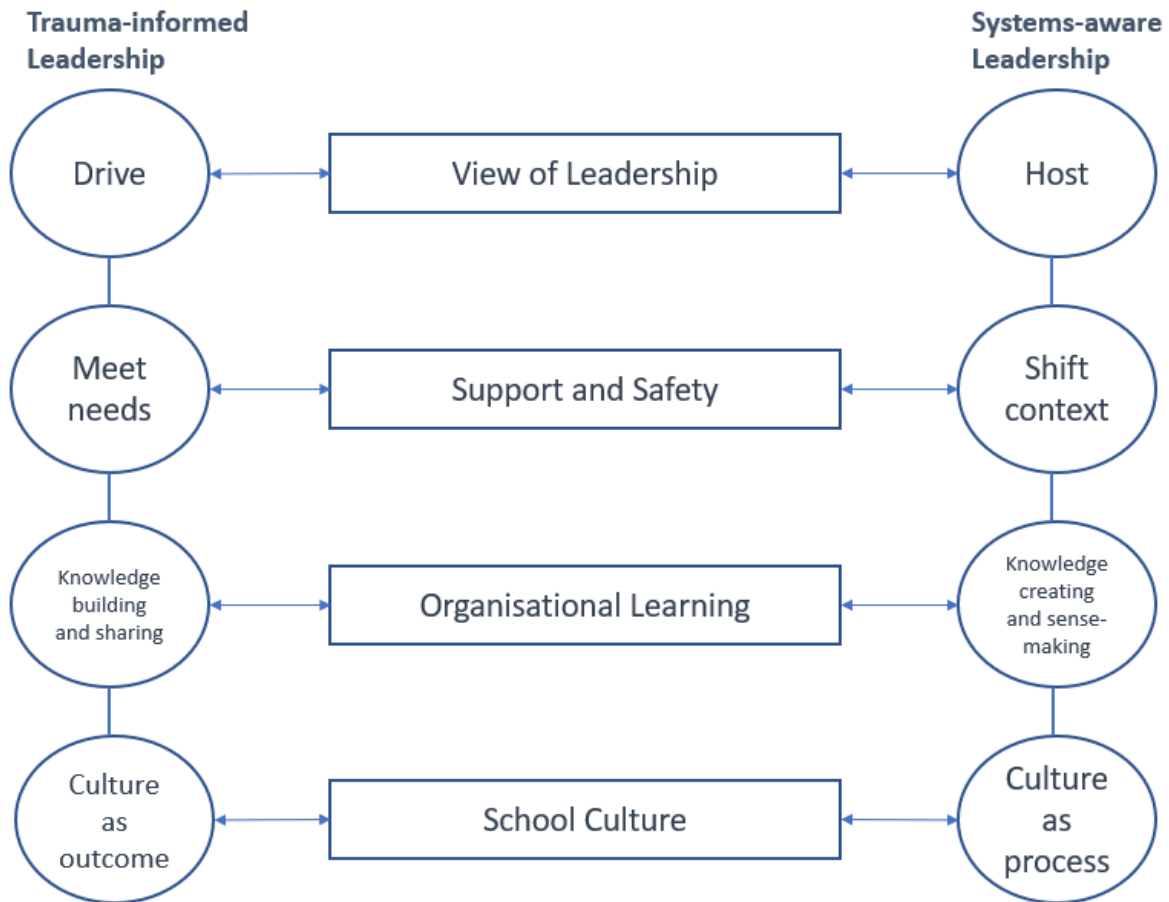 Trauma-informed
Leadership
Systems-aware
Leadership
Drive
View of Leadership
Host
Meet
needs
Support and Safety
Shift
context
Knowledge
building
and sharing
Organisational Learning
Knowledge
creating
and sense-
making
Culture
as
outcome
School Culture
Culture
as
process